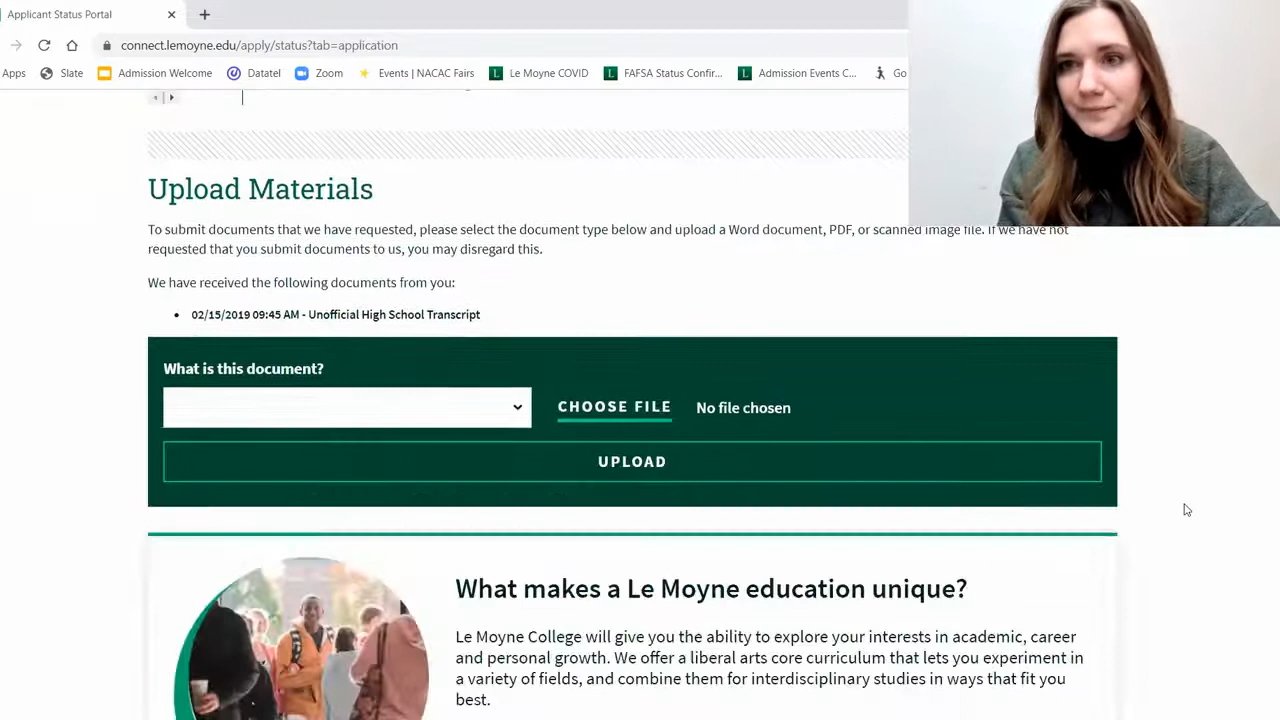 Applicant Status Portal
connect.lemoyne.edu/apply/status?tab=application
Apps Slate Admission Welcome Datatel Zoom Events | NACAC Fairs Le Moyne COVID FAFSA Status Confir... Admission Events C... Go
Upload Materials
To submit documents that we have requested, please select the document type below and upload a Word document, PDF, or scanned image file. If we have not
requested that you submit documents to us, you may disregard this.
We have received the following documents from you:
• 02/15/2019 09:45 AM - Unofficial High School Transcript
What is this document?
CHOOSE FILE No file chosen
UPLOAD
What makes a Le Moyne education unique?
Le Moyne College will give you the ability to explore your interests in academic, career
and personal growth. We offer a liberal arts core curriculum that lets you experiment in
a variety of fields, and combine them for interdisciplinary studies in ways that fit you
best.